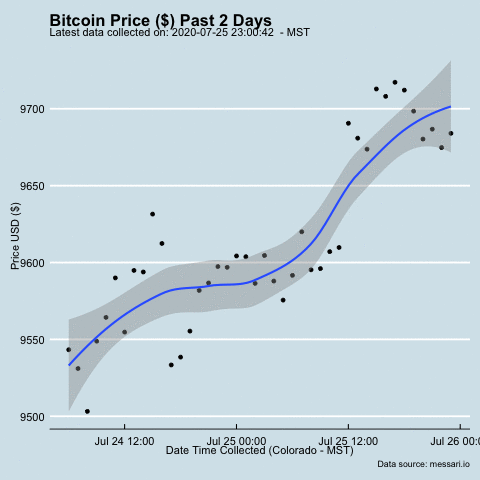 Bitcoin Price ($) Past 2 Days
Latest data collected on: 2020-07-25 23:00:42 - MST
9700
9650
9600
9550
9500
Price USD ($)
Jul 24 12:00 Jul 25 00:00 Jul 25 12:00 Jul 26 00:0
Date Time Collected (Colorado - MST)
Data source: messari.io